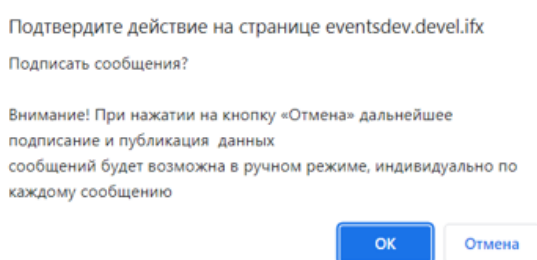 Подтвердите действие на странице eventsdev.devel.ifx
Подписать сообщения?
Внимание! При нажатии на кнопку «Отмена» дальнейшее
подписание и публикация данных
сообщений будет возможна в ручном режиме, индивидуально по
каждому сообщению
ОК
Отмена